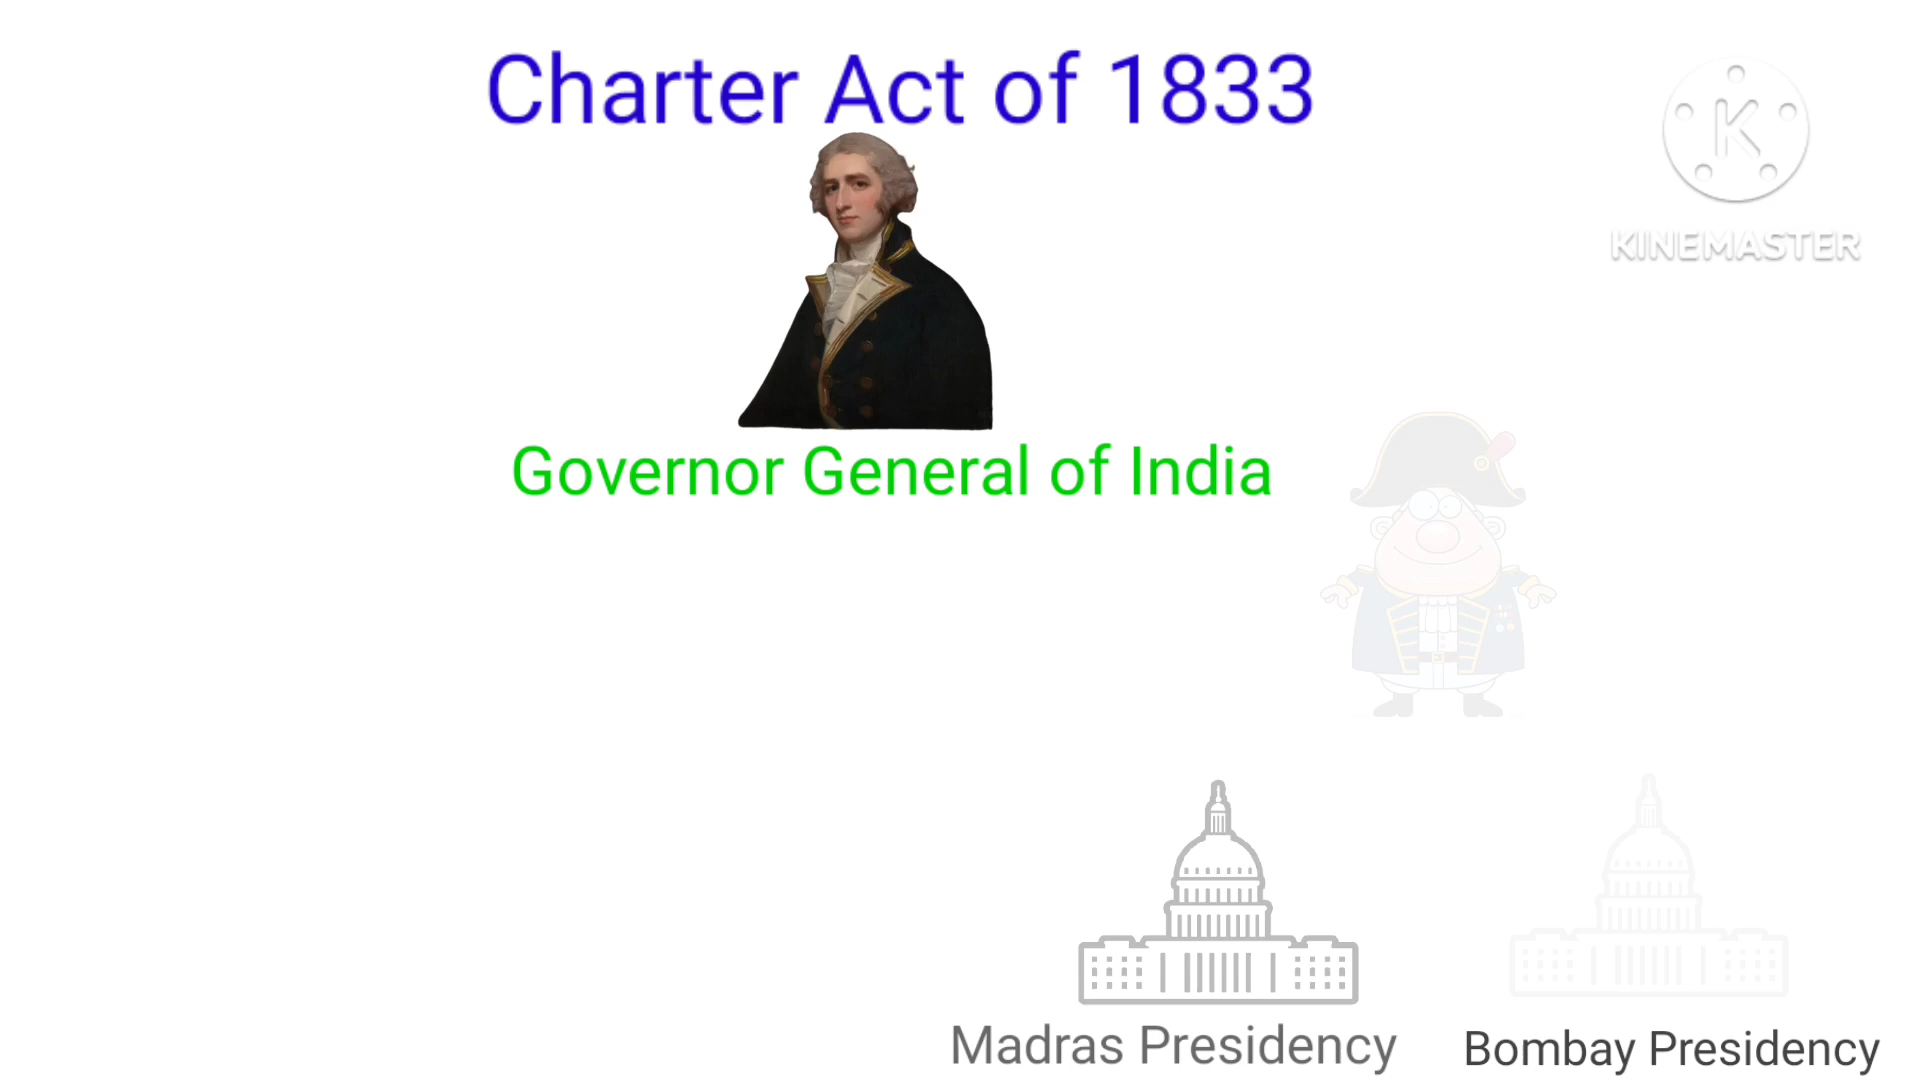 Charter Act of 1833
K
KINEMASTER
Governor General of India
Madras Presidency
Bombay Presidency